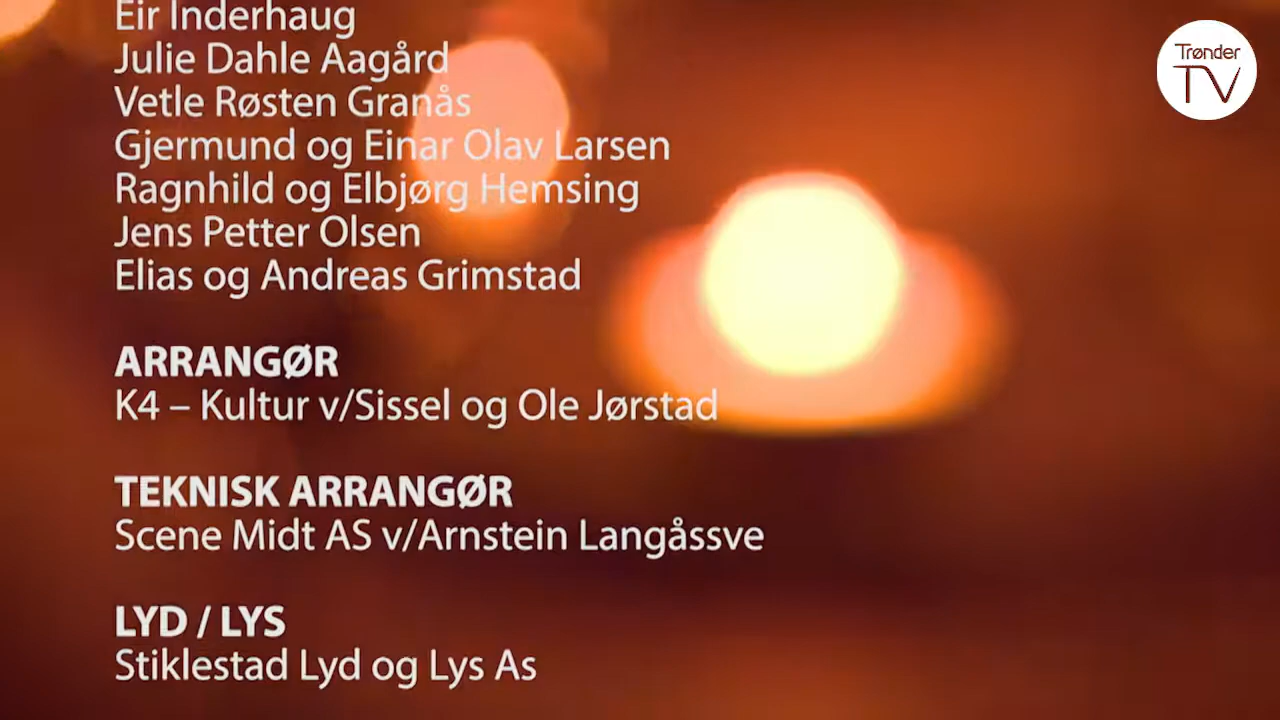 Eir Inderhaug
Julie Dahle Aagård
Vetle Røsten Granås
Gjermund og Einar Olav Larsen
Ragnhild og Elbjørg Hemsing
Jens Petter Olsen
Elias og Andreas Grimstad
ARRANGØR
K4 – Kultur v/Sissel og Ole Jørstad
TEKNISK ARRANGØR
Scene Midt AS v/Arnstein Langåssve
LYD / LYS
Stiklestad Lyd og Lys As
Trønder
TV